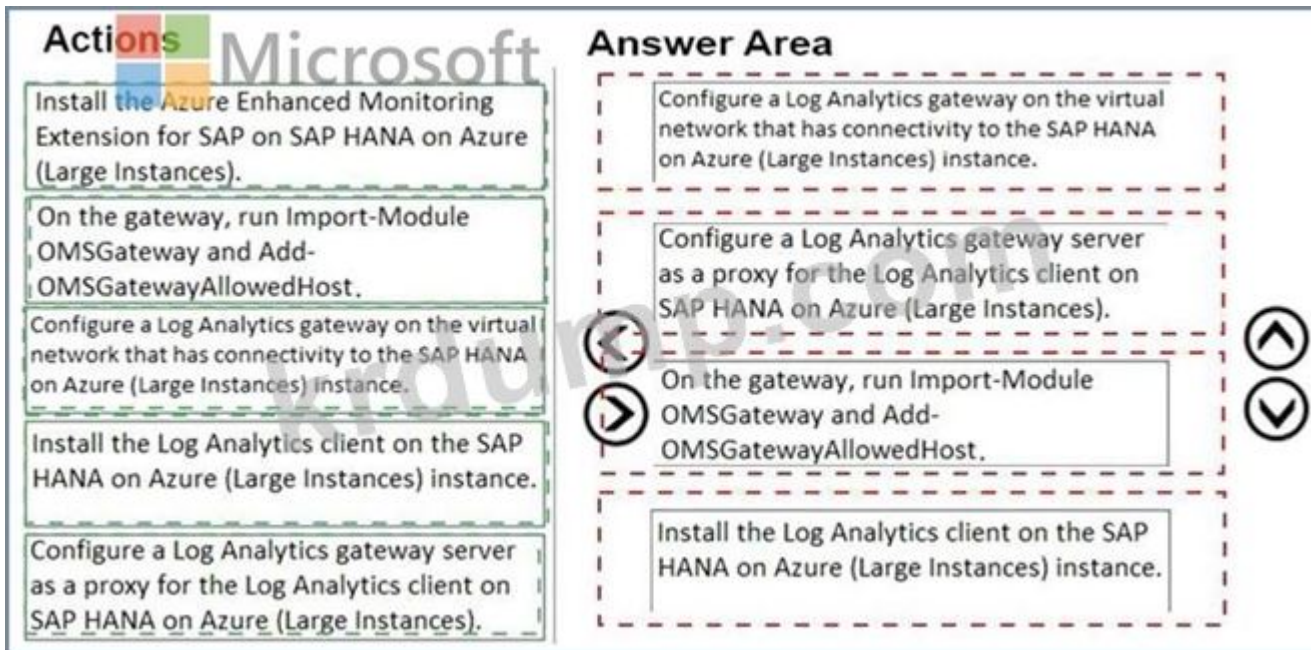 Actions
Microsoft
Install the Azure Enhanced Monitoring
Extension for SAP on SAP HANA on Azure
(Large Instances).
On the gateway, run Import-Module
OMSGateway and Add-
OMSGatewayAllowedHost.
Configure a Log Analytics gateway on the virtual
network that has connectivity to the SAP HANA
on Azure (Large Instances) instance.
Install the Log Analytics client on the SAP
HANA on Azure (Large Instances) instance.
Configure a Log Analytics gateway server
as a proxy for the Log Analytics client on
SAP HANA on Azure (Large Instances).
Answer Area
Configure a Log Analytics gateway on the virtual
network that has connectivity to the SAP HANA
on Azure (Large Instances) instance.
Configure a Log Analytics gateway server
as a proxy for the Log Analytics client on
SAP HANA on Azure (Large Instances).
On the gateway, run Import-Module
OMSGateway and Add-
OMSGatewayAllowedHost.
Install the Log Analytics client on the SAP
HANA on Azure (Large Instances) instance.
krdump.com